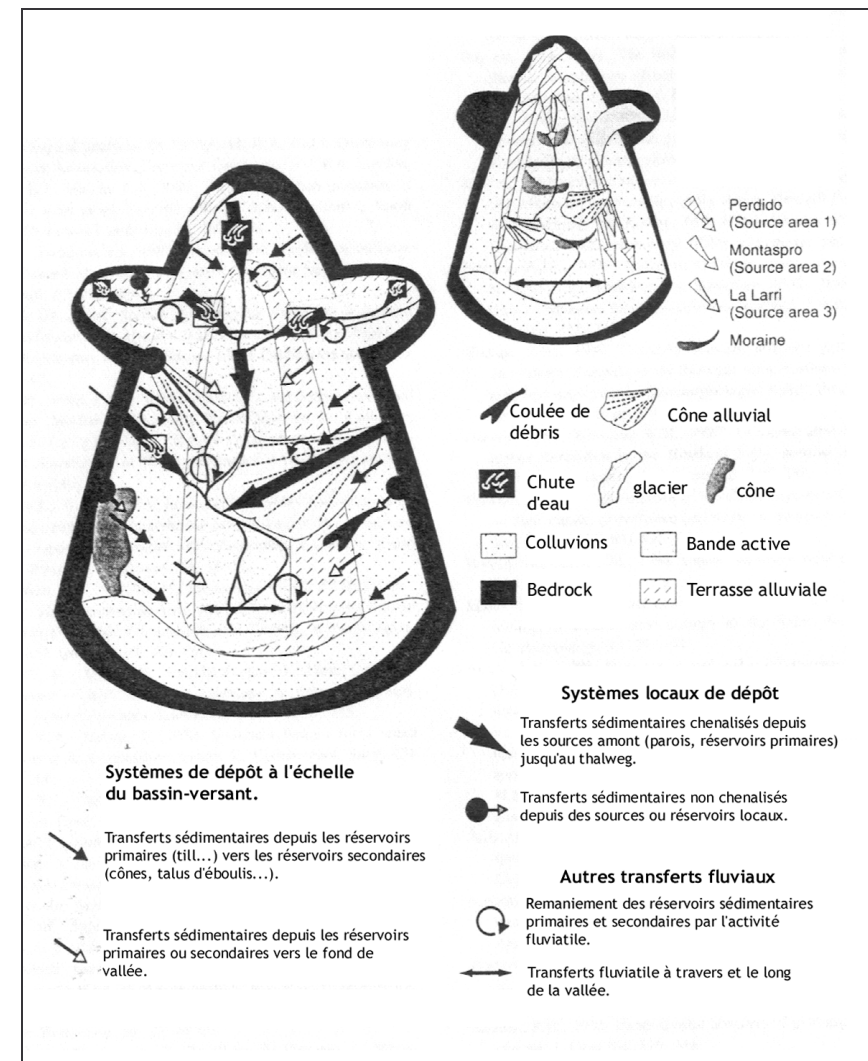 Perdido
(Source area 1)
Montaspro
(Source area 2)
La Larri
(Source area 3)
Moraine
Coulée de
débris
Cône alluvial
Chute
d'eau
glacier
cône
Colluvions
Bande active
Bedrock
Terrasse alluviale
Systèmes locaux de dépôt
Transferts sédimentaires chenalisés depuis
les sources amont (parois, réservoirs primaires)
jusqu'au thalweg.
Transferts sédimentaires non chenalisés
depuis des sources ou réservoirs locaux.
Systèmes de dépôt à l'échelle
du bassin-versant.
Transferts sédimentaires depuis les réservoirs
primaires (till...) vers les réservoirs secondaires
(cônes, talus d'éboulis...).
Transferts sédimentaires depuis les réservoirs
primaires ou secondaires vers le fond de
vallée.
Autres transferts fluviaux
Remaniement des réservoirs sédimentaires
primaires et secondaires par l'activité
fluviatile.
Transferts fluviatile à travers et le long
de la vallée.